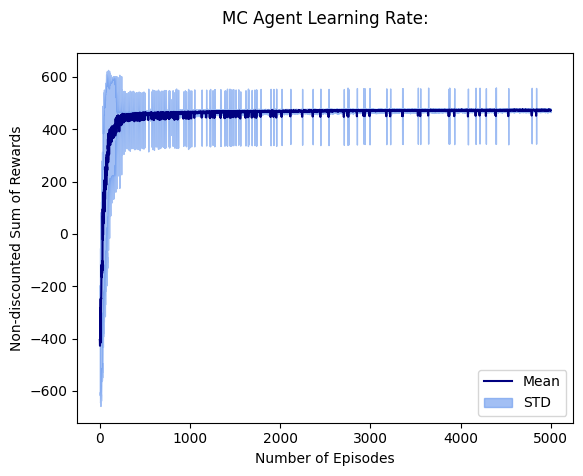 MC Agent Learning Rate:
600
400
200
0
−200
−400
−600
Non-discounted Sum of Rewards
0 1000 2000 3000 4000 5000
Number of Episodes
Mean
STD